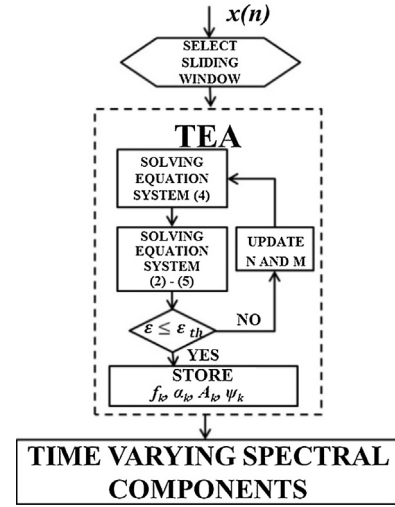 x(n)
SELECT
SLIDING
WINDOW
TEA
SOLVING
EQUATION
SYSTEM (4)
SOLVING
EQUATION
SYSTEM
(2) - (5)
UPDATE
N AND M
ε ≤ ε th
NO
YES
STORE
fk, αk, Ak, ψk
TIME VARYING SPECTRAL
COMPONENTS